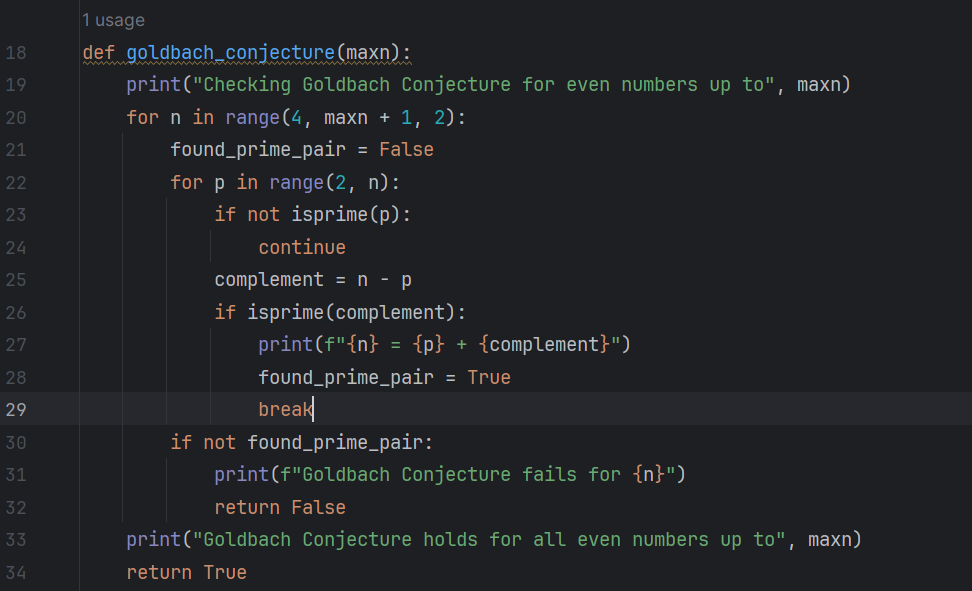 1 usage
18 def goldbach_conjecture(maxn):
19     print("Checking Goldbach Conjecture for even numbers up to", maxn)
20     for n in range(4, maxn + 1, 2):
21         found_prime_pair = False
22         for p in range(2, n):
23             if not isprime(p):
24                 continue
25             complement = n - p
26             if isprime(complement):
27                 print(f"{n} = {p} + {complement}")
28                 found_prime_pair = True
29                 break
30         if not found_prime_pair:
31             print(f"Goldbach Conjecture fails for {n}")
32             return False
33     print("Goldbach Conjecture holds for all even numbers up to", maxn)
34     return True